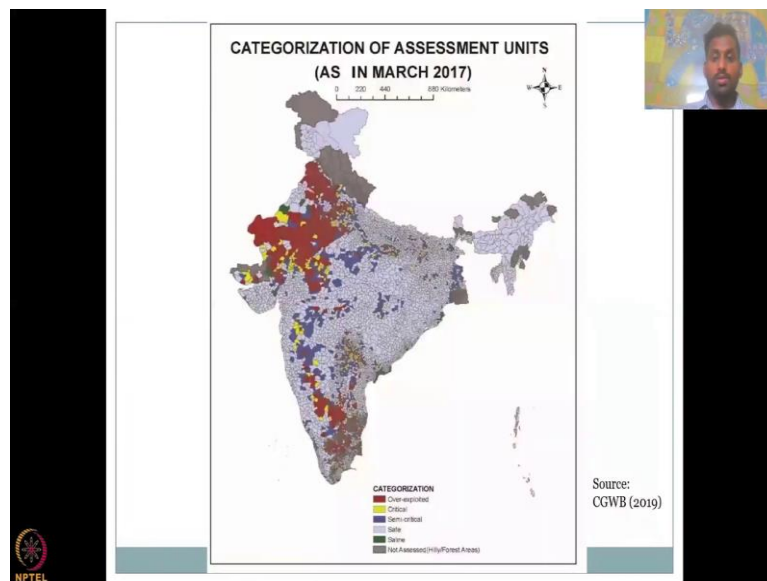 CATEGORIZATION OF ASSESSMENT UNITS
(AS IN MARCH 2017)
N
W E
S
0 220 440 880 Kilometers
CATEGORIZATION
Over-exploited
Critical
Semi-critical
Safe
Saline
Not Assessed(Hilly/Forest Areas)
Source:
CGWB (2019)
NPTEL